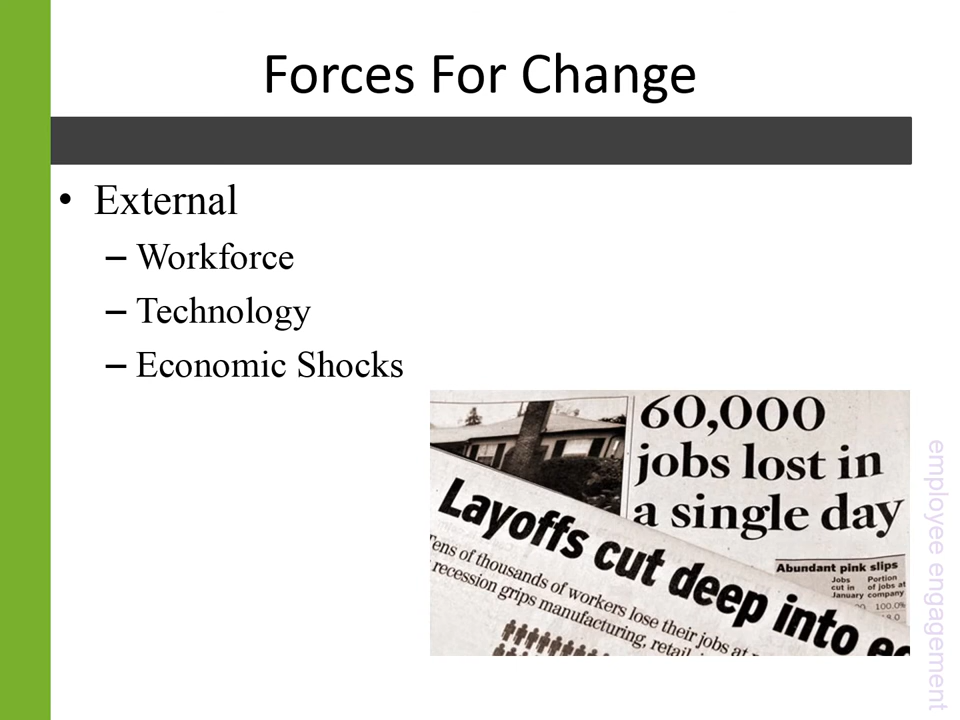 Forces For Change
• External
– Workforce
– Technology
– Economic Shocks
60,000
jobs lost in
a single day
Layoffs cut deep into
Tens of thousands of workers lose their jobs at
recession grips manufacturing, retail
Abundant pink slips
Jobs Portion
cut in of jobs at
January company
100.0%
employee engagement